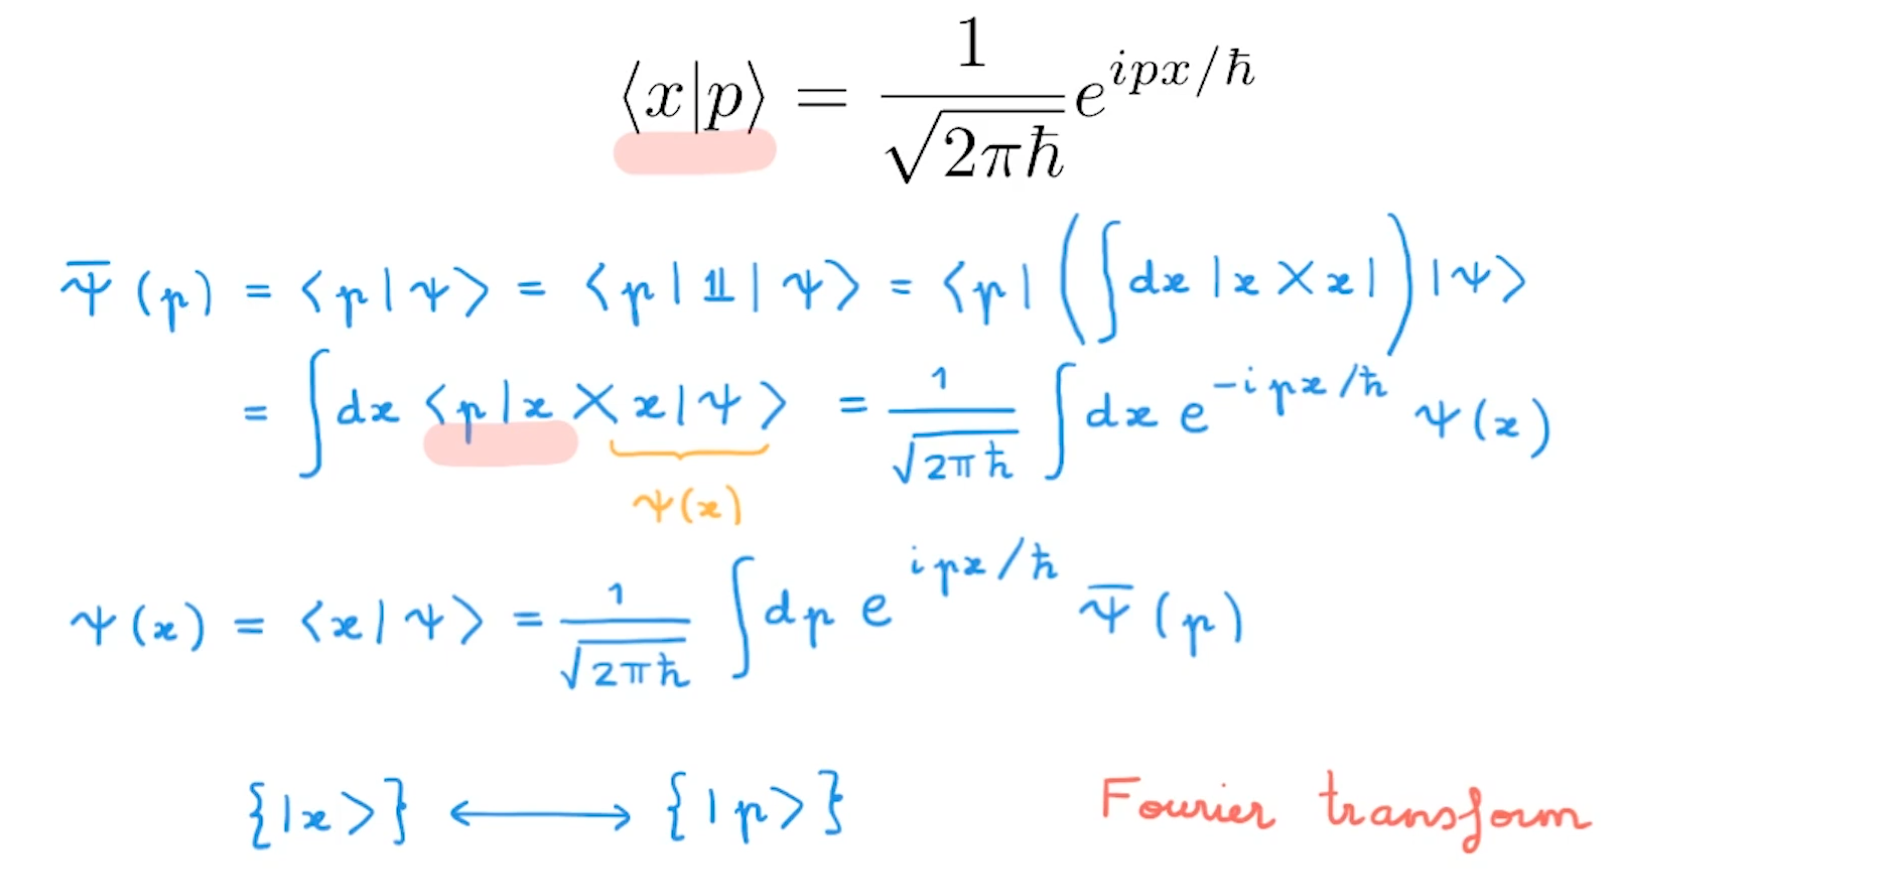 ⟨x|p⟩ = 1/√(2πħ) e^{ipx/ħ}
ψ̅(p) = ⟨p|ψ⟩ = ⟨p|𝟙|ψ⟩ = ⟨p|(∫dx |x⟩⟨x|)|ψ⟩
= ∫dx ⟨p|x⟩⟨x|ψ⟩ = 1/√(2πħ) ∫dx e^{-ipx/ħ} ψ(x)
ψ(x)
ψ(x) = ⟨x|ψ⟩ = 1/√(2πħ) ∫dp e^{ipx/ħ} ψ̅(p)
{|x⟩} ⟷ {|p⟩} Fourier transform